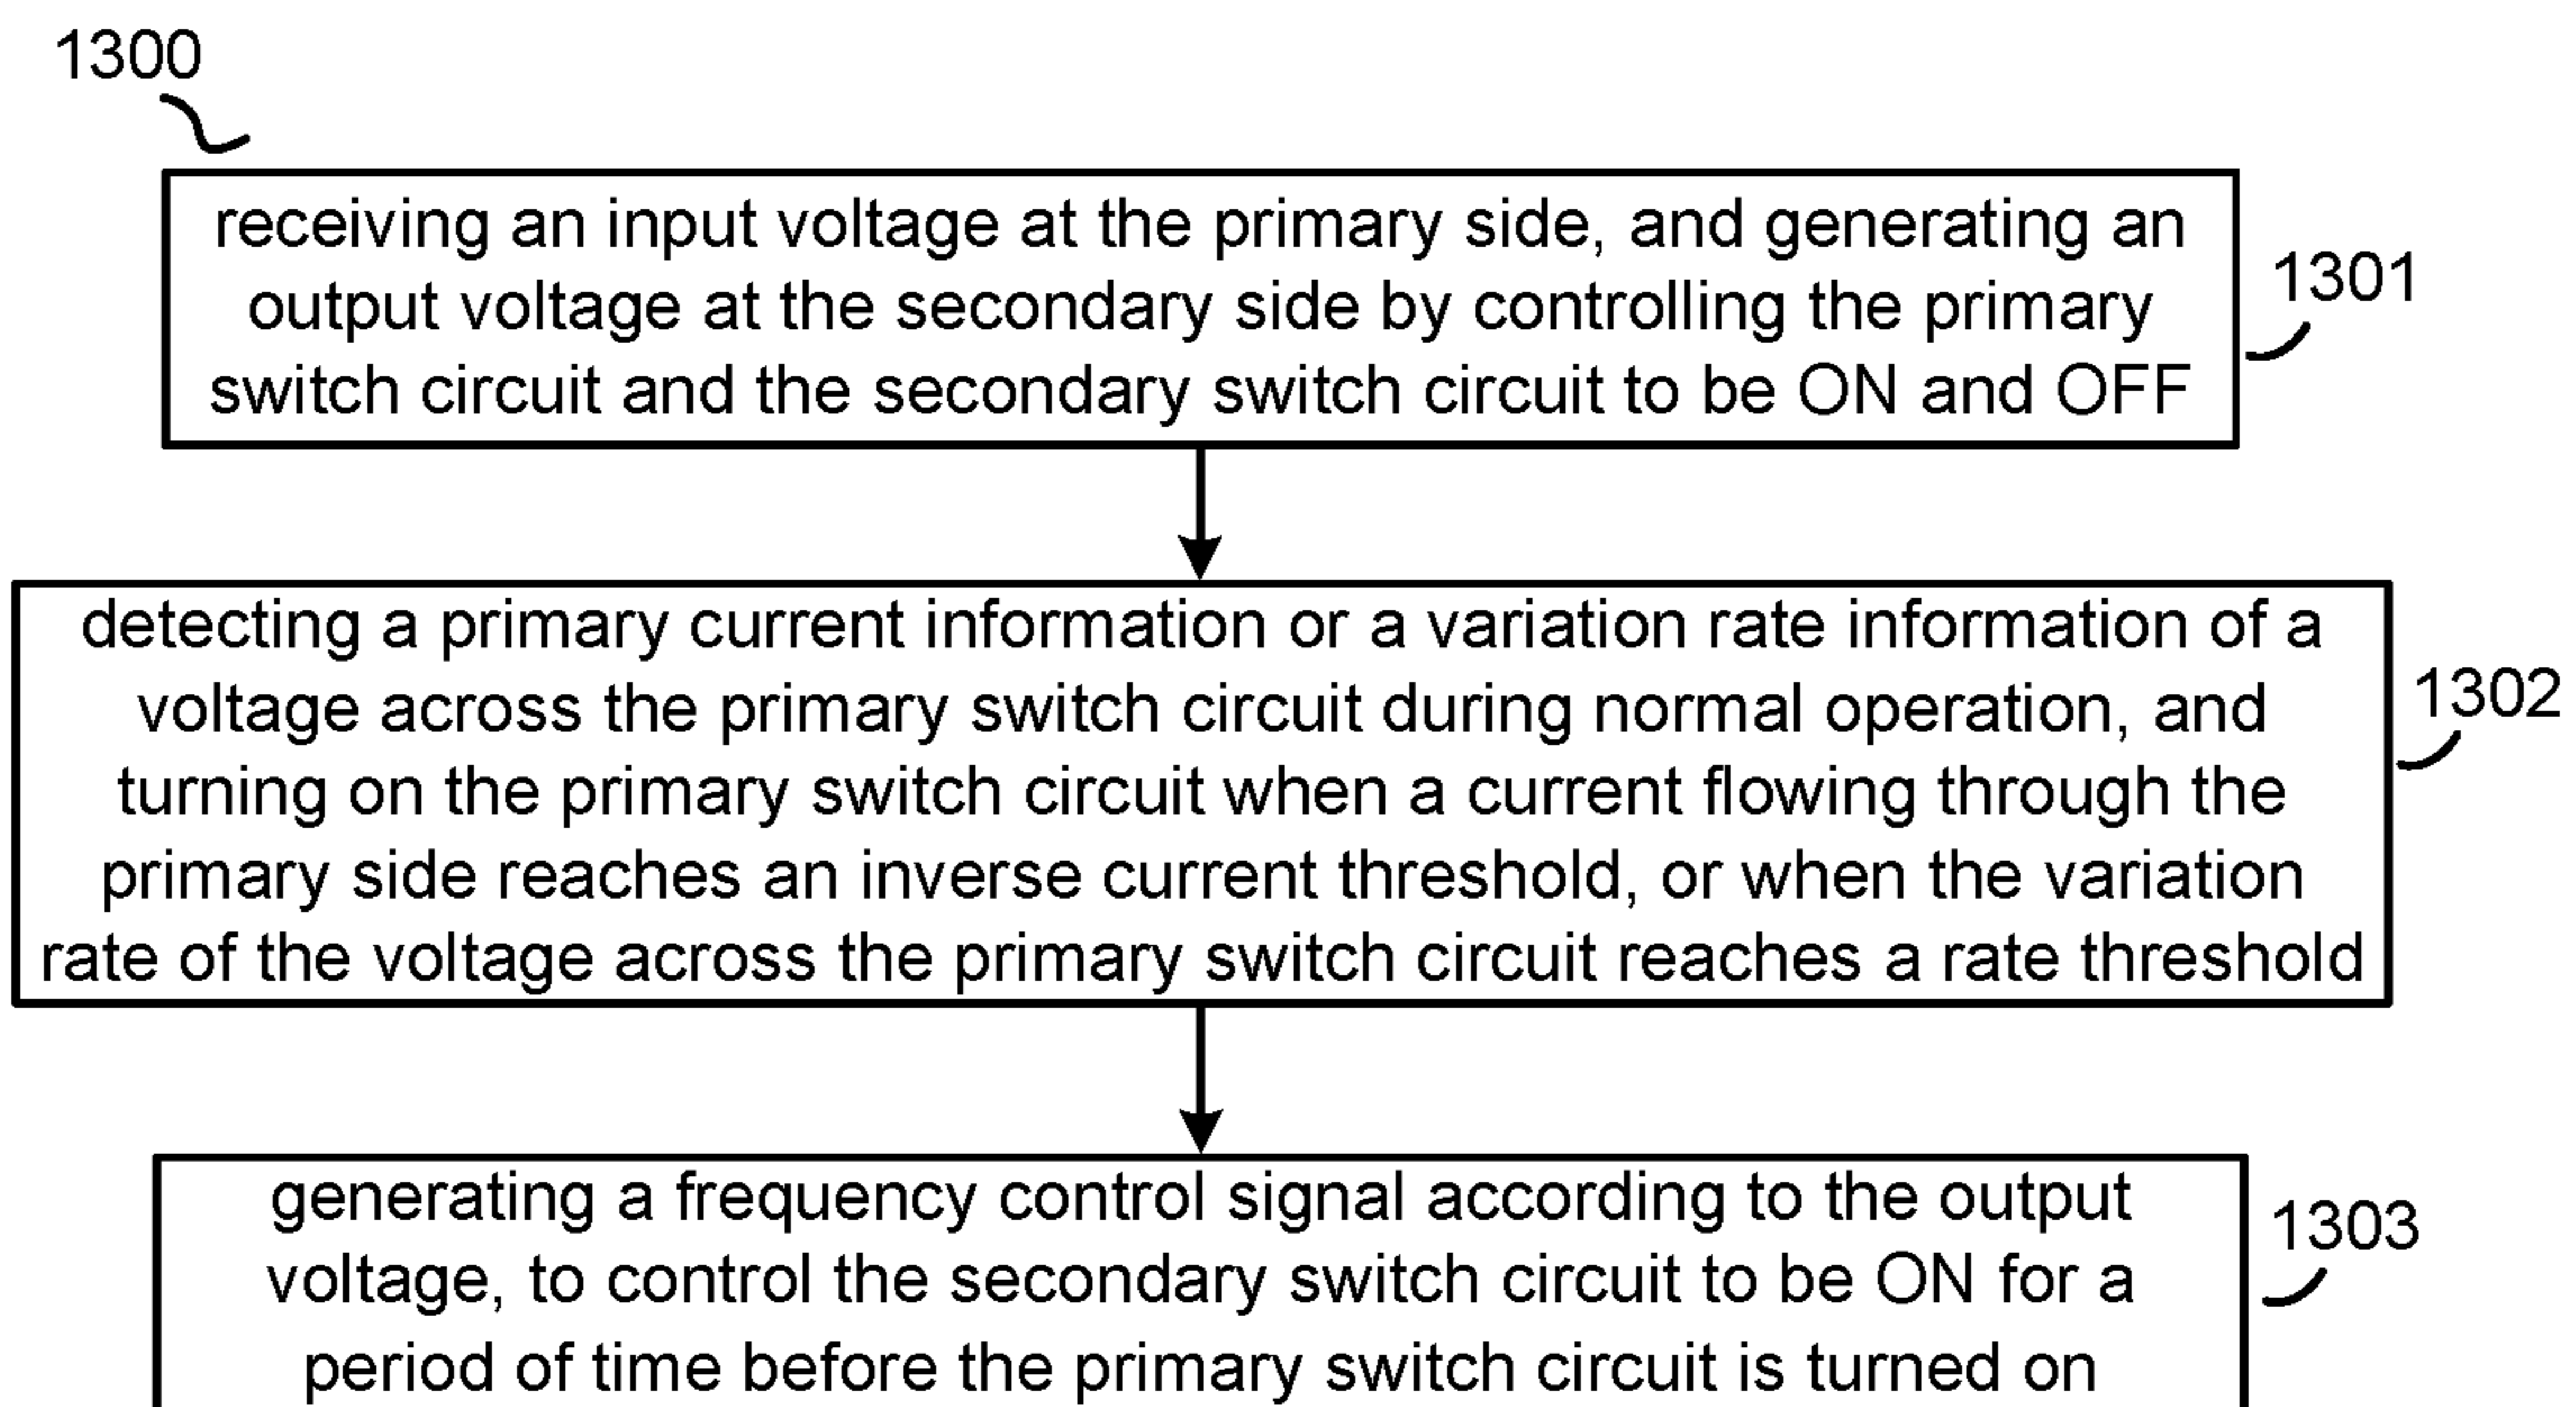 1300
receiving an input voltage at the primary side, and generating an
output voltage at the secondary side by controlling the primary
switch circuit and the secondary switch circuit to be ON and OFF
1301
detecting a primary current information or a variation rate information of a
voltage across the primary switch circuit during normal operation, and
turning on the primary switch circuit when a current flowing through the
primary side reaches an inverse current threshold, or when the variation
rate of the voltage across the primary switch circuit reaches a rate threshold
1302
generating a frequency control signal according to the output
voltage, to control the secondary switch circuit to be ON for a
period of time before the primary switch circuit is turned on
1303